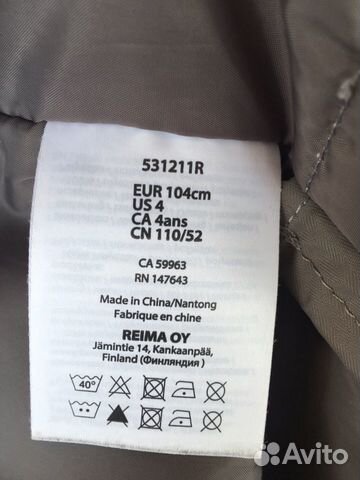 531211R
EUR 104cm
US 4
CA 4ans
CN 110/52
CA 59963
RN 147643
Made in China/Nantong
Fabrique en chine
REIMA OY
Jämintie 14, Kankaanpää,
Finland (Финляндия )
40°
Avito